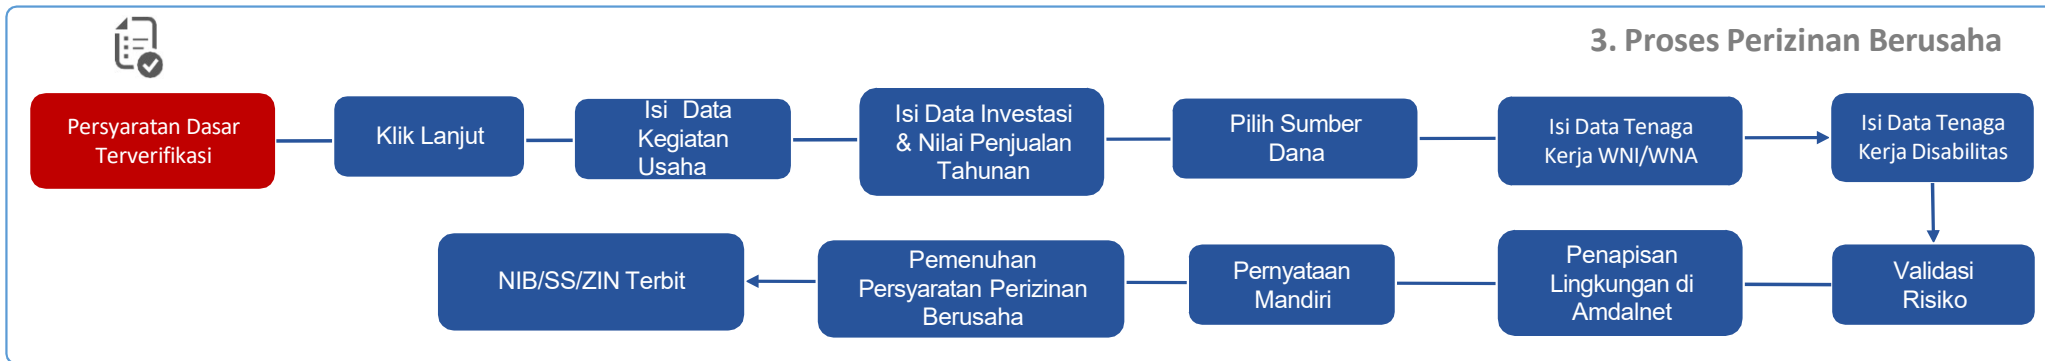 3. Proses Perizinan Berusaha
Persyaratan Dasar
Terverifikasi
Klik Lanjut
Isi Data
Kegiatan
Usaha
Isi Data Investasi
& Nilai Penjualan
Tahunan
Pilih Sumber
Dana
Isi Data Tenaga
Kerja WNI/WNA
Isi Data Tenaga
Kerja Disabilitas
Validasi
Risiko
Penapisan
Lingkungan di
Amdalnet
Pernyataan
Mandiri
Pemenuhan
Persyaratan Perizinan
Berusaha
NIB/SS/ZIN Terbit